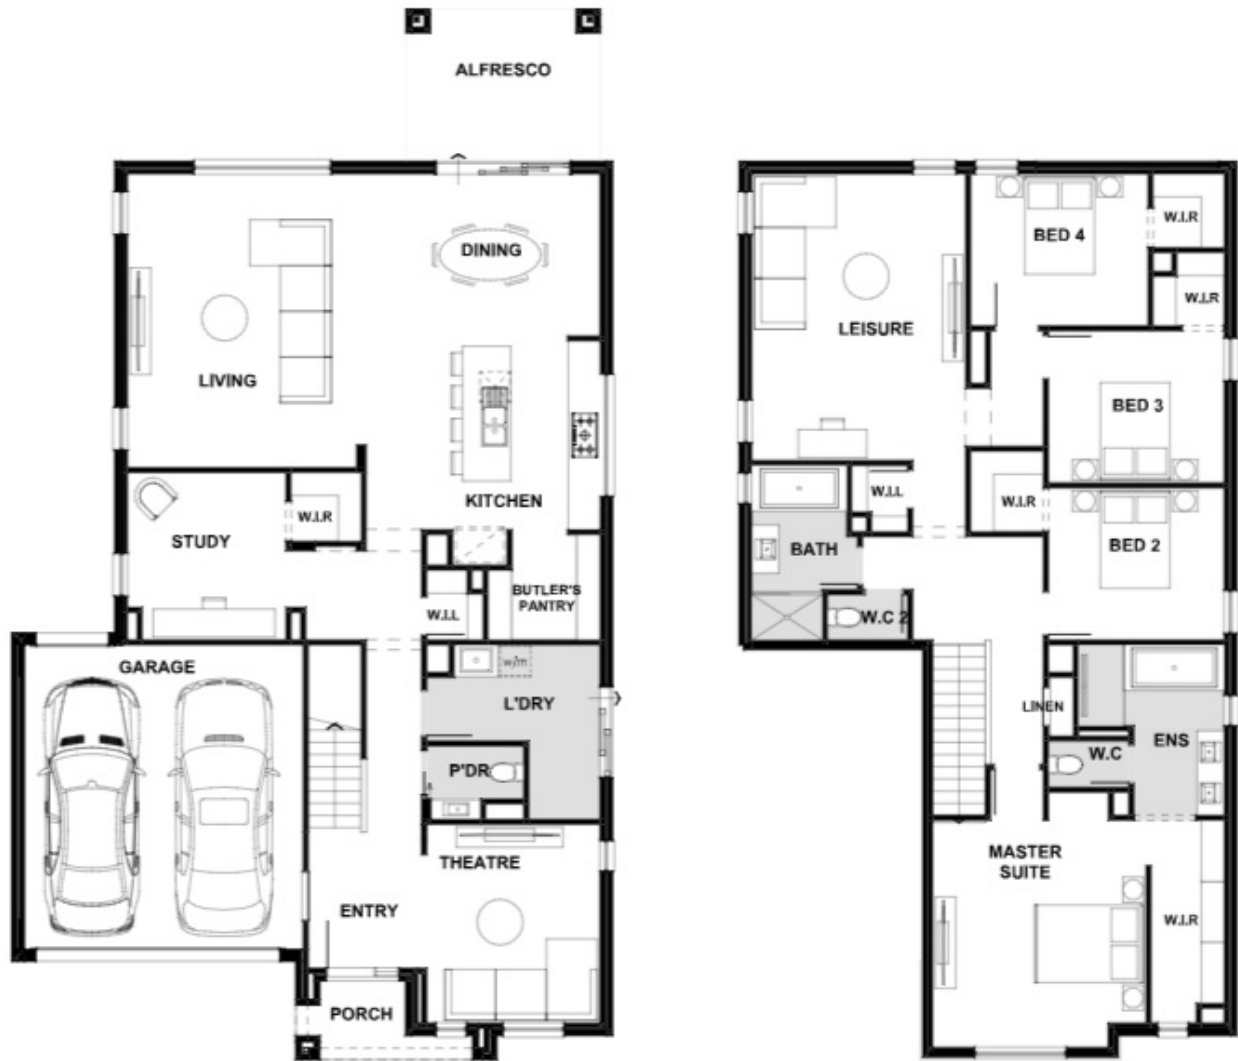 ALFRESCO
DINING
LIVING
KITCHEN
STUDY
W.I.R
BUTLER'S
PANTRY
W.I.L
GARAGE
w/m
L'DRY
P'DR
THEATRE
ENTRY
PORCH
BED 4
W.I.R
W.I.R
LEISURE
BED 3
W.I.L
W.I.R
BATH
BED 2
W.C 2
LINEN
ENS
W.C
MASTER
SUITE
W.I.R